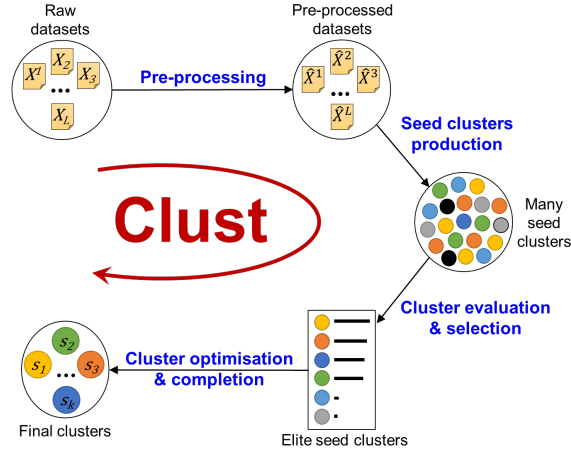 Raw
datasets
X¹ X₂ X₃
...
X_L
Pre-processing
Pre-processed
datasets
X̂¹ X̂² X̂³
...
X̂ᴸ
Seed clusters
production
Many
seed
clusters
Clust
Cluster evaluation
& selection
Elite seed clusters
Cluster optimisation
& completion
s₁ s₂ s₃
...
sₖ
Final clusters